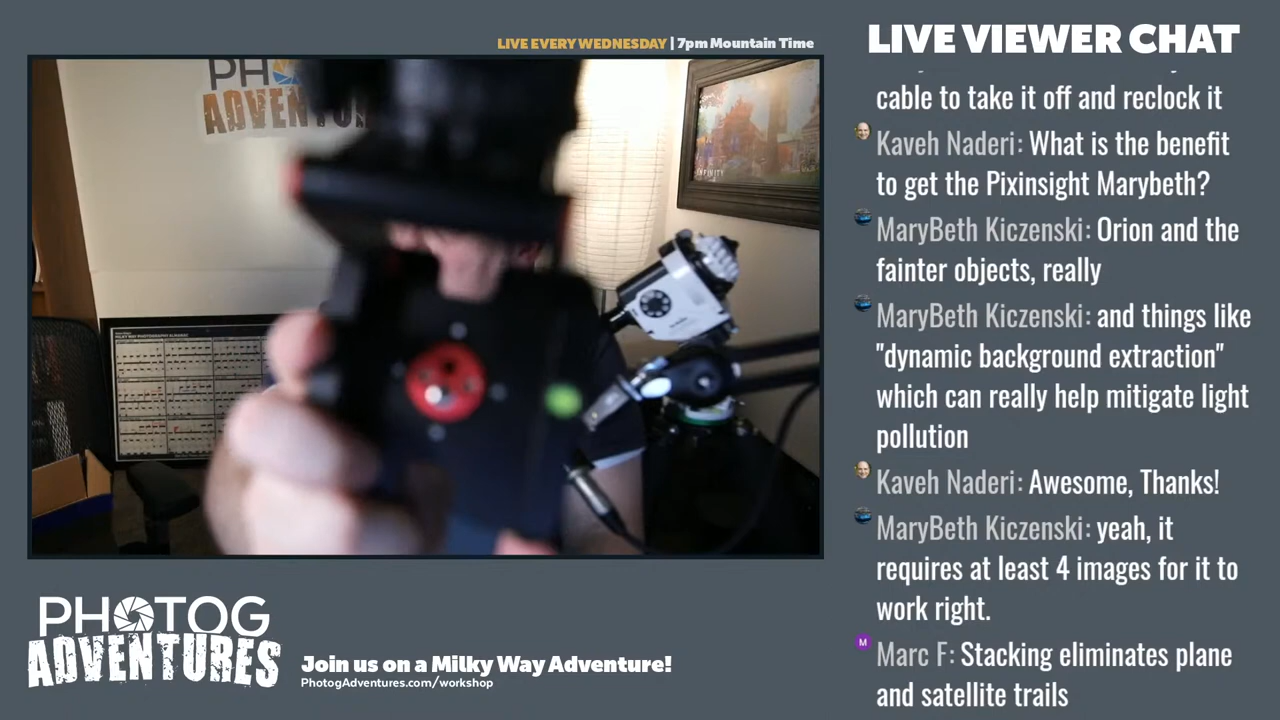 LIVE EVERY WEDNESDAY | 7pm Mountain Time
LIVE VIEWER CHAT
cable to take it off and reclock it
Kaveh Naderi: What is the benefit
to get the Pixinsight Marybeth?
MaryBeth Kiczenski: Orion and the
fainter objects, really
MaryBeth Kiczenski: and things like
"dynamic background extraction"
which can really help mitigate light
pollution
Kaveh Naderi: Awesome, Thanks!
MaryBeth Kiczenski: yeah, it
requires at least 4 images for it to
work right.
M
Marc F: Stacking eliminates plane
and satellite trails
INFINITY
PHOTOG
ADVENTURES
Join us on a Milky Way Adventure!
PhotogAdventures.com/workshop